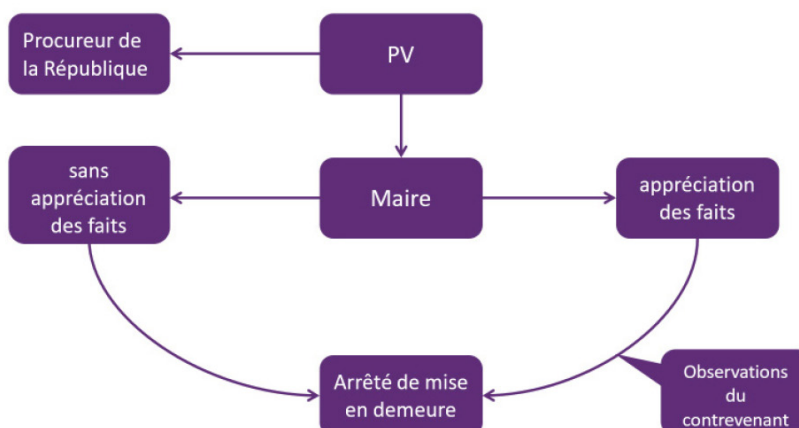 Procureur de
la République
PV
sans
appréciation
des faits
Maire
appréciation
des faits
Arrêté de mise
en demeure
Observations
du
contrevenant